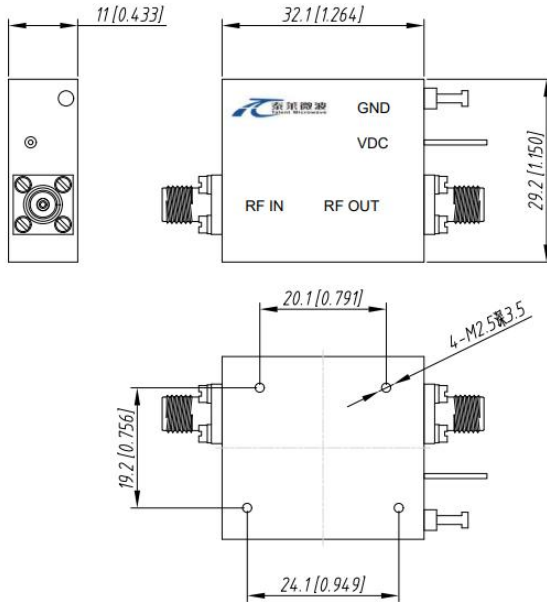 11 [0.433]
32.1 [1.264]
泰莱微波
Talent Microwave
GND
VDC
RF IN
RF OUT
29.2 [1.150]
20.1 [0.791]
4-M2.5深3.5
19.2 [0.756]
24.1 [0.949]